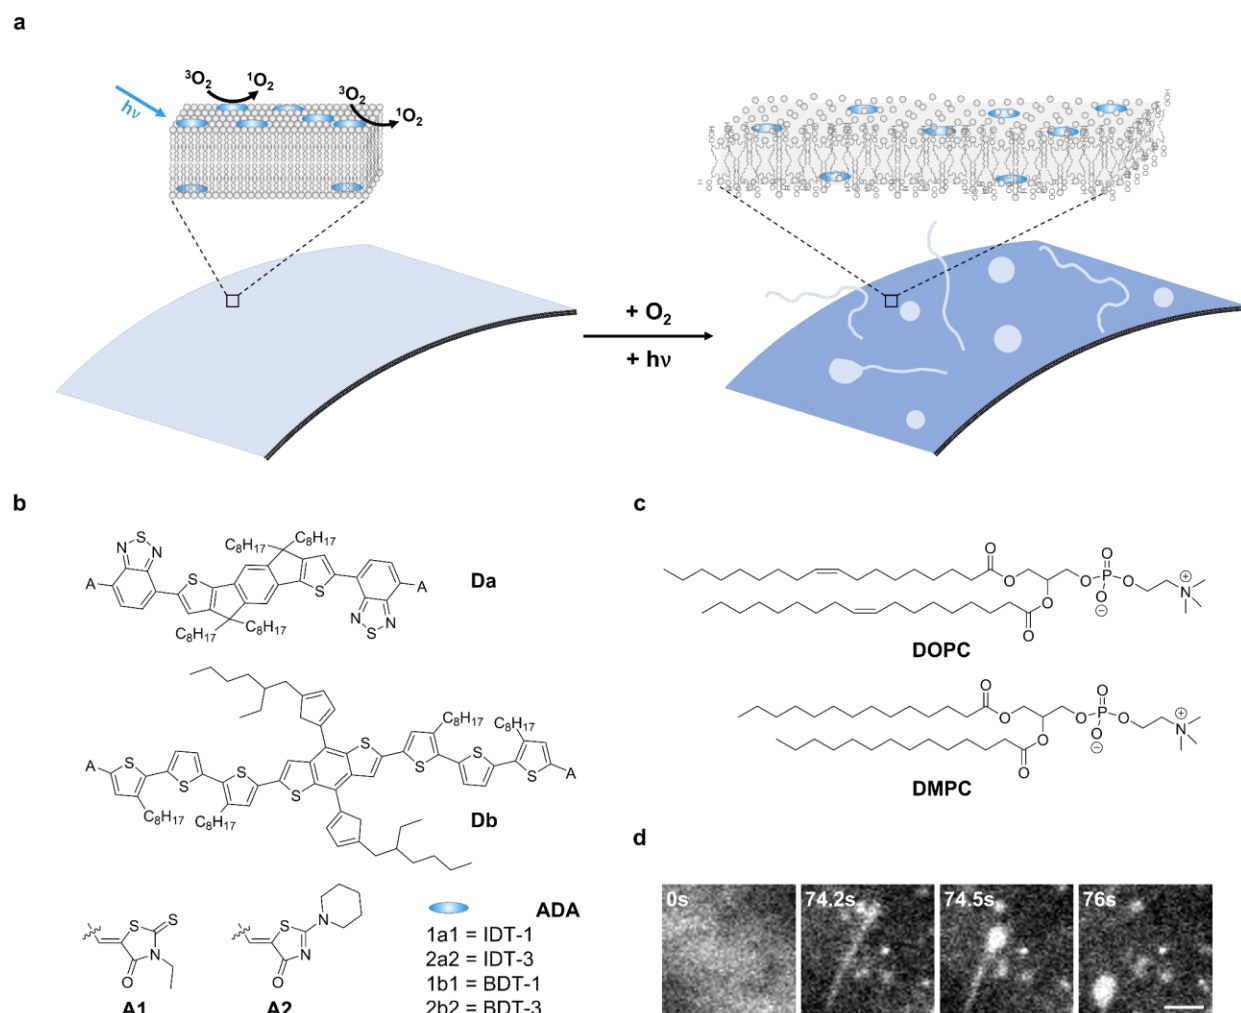 a
³O₂ ¹O₂ ³O₂
hν ¹O₂
+ O₂
+ hν
b
c
S
N N
C₈H₁₇ C₈H₁₇
A S A
S
Da
C₈H₁₇ C₈H₁₇
N N
S
O
O
O
O
P
O
O
⊖
N
⊕
O
O
DOPC
C₈H₁₇ C₈H₁₇
S S S S
A S S S S A
C₈H₁₇ C₈H₁₇
Db
O
O
O
O
P
O
O
⊖
N
⊕
O
O
DMPC
d
0s 74.2s 74.5s 76s
S S
N
O
A1
S N
N
O
A2
ADA
1a1 = IDT-1
2a2 = IDT-3
1b1 = BDT-1
2b2 = BDT-3